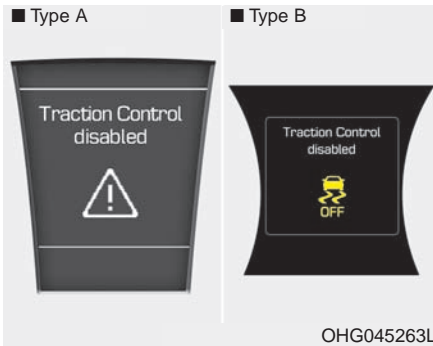 ■ Type A
Traction Control
disabled
■ Type B
Traction Control
disabled
OFF
OHG045263L